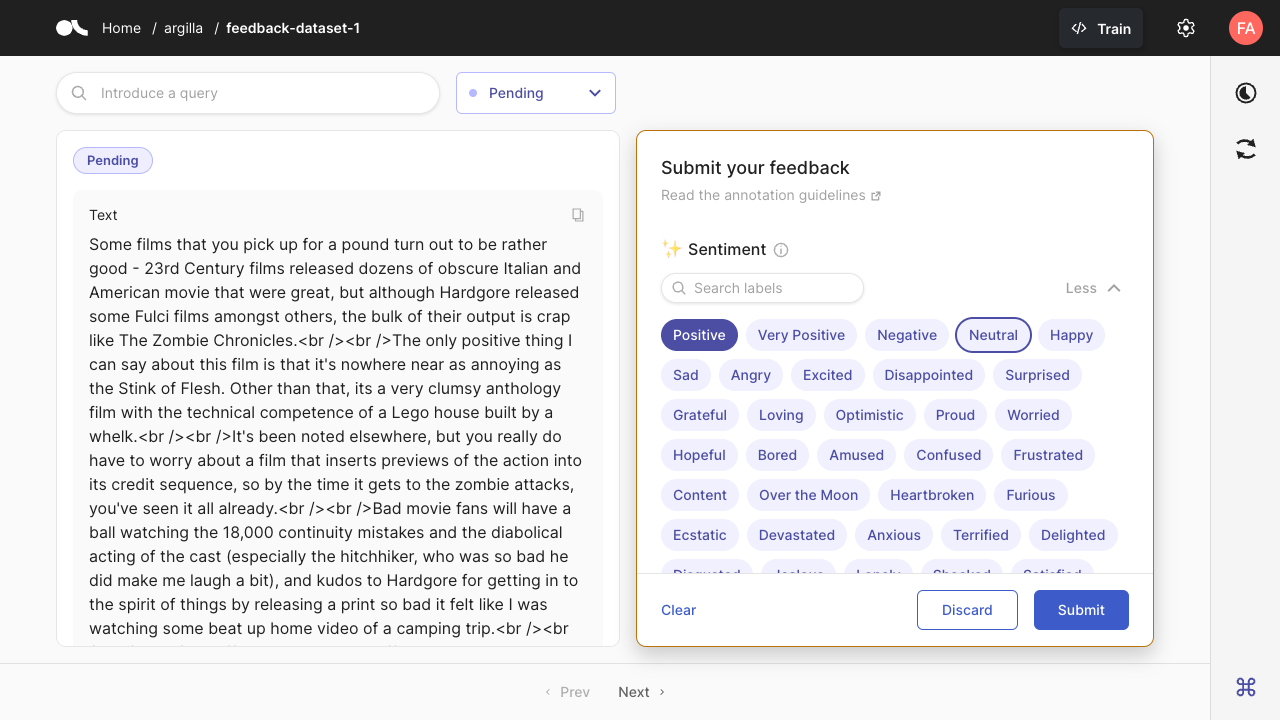 Home / argilla / feedback-dataset-1
Train
FA
Introduce a query
Pending
Pending
Text
Some films that you pick up for a pound turn out to be rather
good - 23rd Century films released dozens of obscure Italian and
American movie that were great, but although Hardgore released
some Fulci films amongst others, the bulk of their output is crap
like The Zombie Chronicles.<br /><br />The only positive thing I
can say about this film is that it's nowhere near as annoying as
the Stink of Flesh. Other than that, its a very clumsy anthology
film with the technical competence of a Lego house built by a
whelk.<br /><br />It's been noted elsewhere, but you really do
have to worry about a film that inserts previews of the action into
its credit sequence, so by the time it gets to the zombie attacks,
you've seen it all already.<br /><br />Bad movie fans will have a
ball watching the 18,000 continuity mistakes and the diabolical
acting of the cast (especially the hitchhiker, who was so bad he
did make me laugh a bit), and kudos to Hardgore for getting in to
the spirit of things by releasing a print so bad it felt like I was
watching some beat up home video of a camping trip.<br /><br
Submit your feedback
Read the annotation guidelines
✨ Sentiment
Search labels
Less
Positive Very Positive Negative Neutral Happy
Sad Angry Excited Disappointed Surprised
Grateful Loving Optimistic Proud Worried
Hopeful Bored Amused Confused Frustrated
Content Over the Moon Heartbroken Furious
Ecstatic Devastated Anxious Terrified Delighted
Disgusted Jealous Lonely Shocked Satisfied
Clear
Discard
Submit
‹ Prev
Next ›